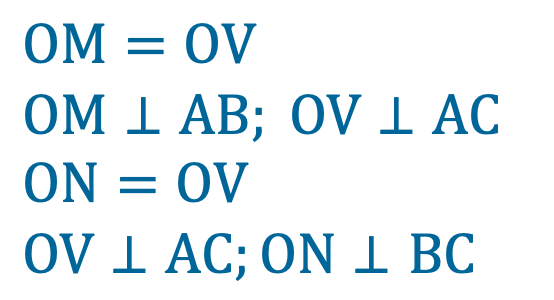 OM = OV
OM ⊥ AB; OV ⊥ AC
ON = OV
OV ⊥ AC; ON ⊥ BC